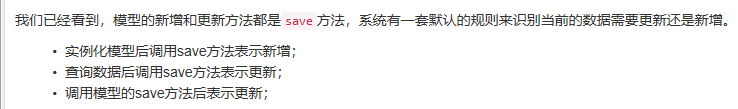 我们已经看到，模型的新增和更新方法都是 save 方法，系统有一套默认的规则来识别当前的数据需要更新还是新增。
• 实例化模型后调用save方法表示新增；
• 查询数据后调用save方法表示更新；
• 调用模型的save方法后表示更新；